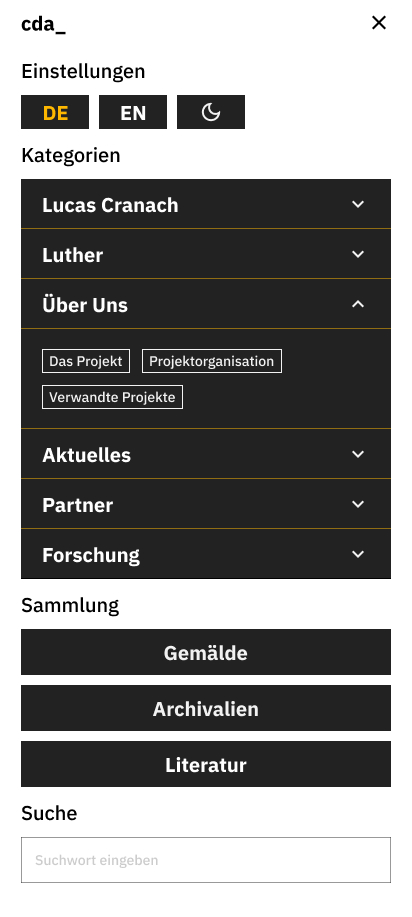 cda_
Einstellungen
DE EN
Kategorien
Lucas Cranach
Luther
Über Uns
Das Projekt Projektorganisation
Verwandte Projekte
Aktuelles
Partner
Forschung
Sammlung
Gemälde
Archivalien
Literatur
Suche
Suchwort eingeben